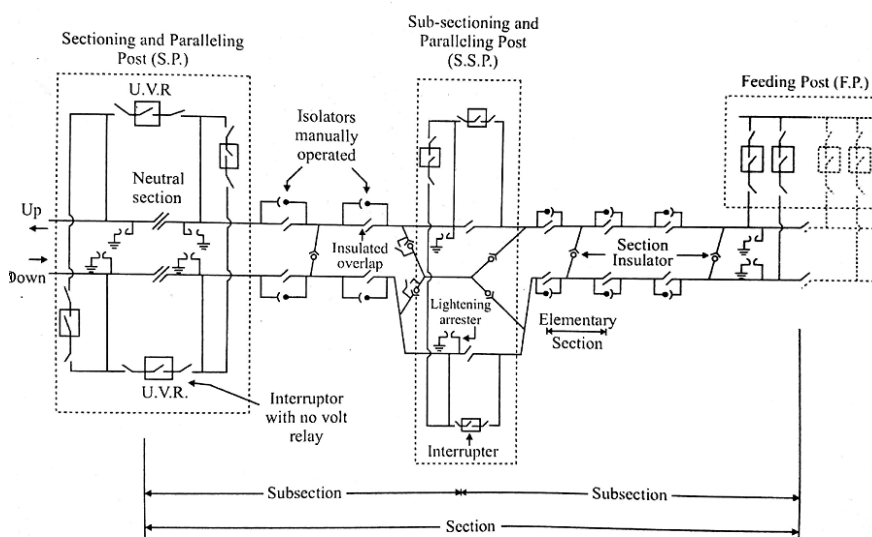 Sectioning and Paralleling
Post (S.P.)
Sub-sectioning and
Paralleling Post
(S.S.P.)
Feeding Post (F.P.)
U.V.R
Isolators
manually
operated
Neutral
section
Up
Insulated
overlap
Section
Insulator
Down
Lightening
arrester
Elementary
Section
U.V.R.
Interruptor
with no volt
relay
Interrupter
Subsection
Subsection
Section